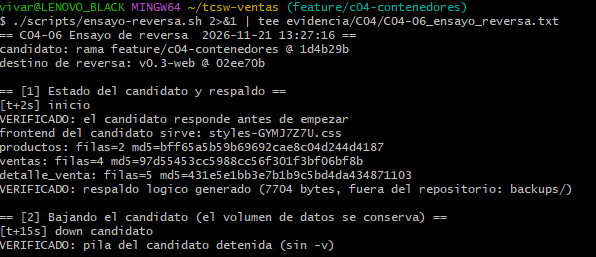 vivar@LENOVO_BLACK MINGW64 ~/tcsw-ventas (feature/c04-contenedores)
$ ./scripts/ensayo-reversa.sh 2>&1 | tee evidencia/C04/C04-06_ensayo_reversa.txt
== C04-06 Ensayo de reversa  2026-11-21 13:27:16 ==
candidato: rama feature/c04-contenedores @ 1d4b29b
destino de reversa: v0.3-web @ 02ee70b

== [1] Estado del candidato y respaldo ==
[t+2s] inicio
VERIFICADO: el candidato responde antes de empezar
frontend del candidato sirve: styles-GYMJ7Z7U.css
productos: filas=2 md5=bff65a5b59b69692cae8c04d244d4187
ventas: filas=4 md5=97d55453cc5988cc56f301f3bf06bf8b
detalle_venta: filas=5 md5=431e5e1bb3e7b1b9c5bd4da434871103
VERIFICADO: respaldo logico generado (7704 bytes, fuera del repositorio: backups/)

== [2] Bajando el candidato (el volumen de datos se conserva) ==
[t+15s] down candidato
VERIFICADO: pila del candidato detenida (sin -v)